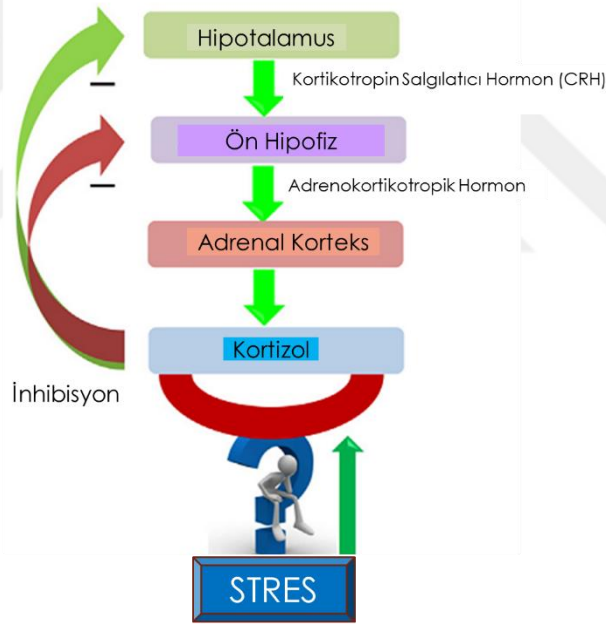 Hipotalamus
Kortikotropin Salgılatıcı Hormon (CRH)
Ön Hipofiz
Adrenokortikotropik Hormon
Adrenal Korteks
Kortizol
İnhibisyon
STRES